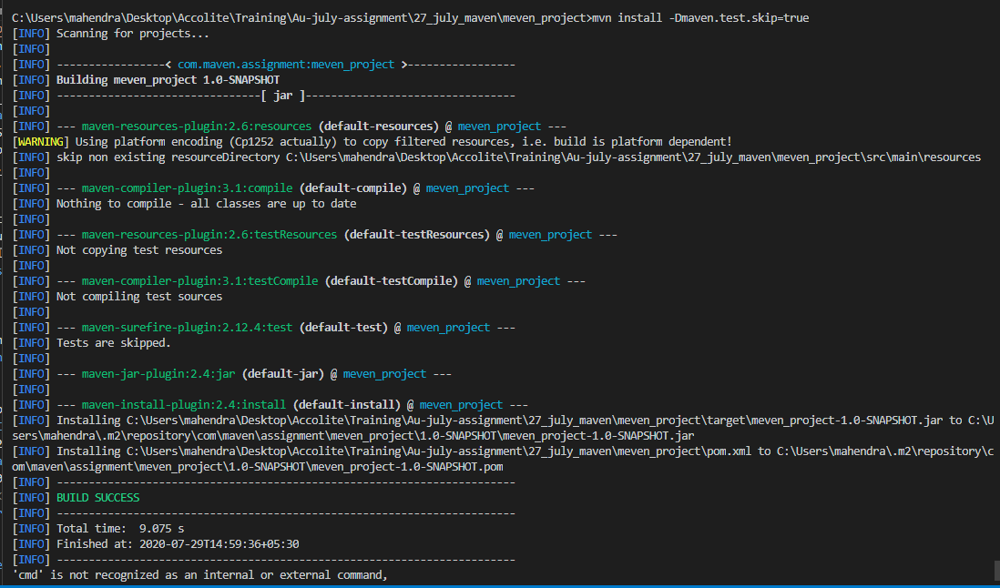 C:\Users\mahendra\Desktop\Accolite\Training\Au-july-assignment\27_july_maven\meven_project>mvn install -Dmaven.test.skip=true
[INFO] Scanning for projects...
[INFO]
[INFO] -----------------< com.maven.assignment:meven_project >-----------------
[INFO] Building meven_project 1.0-SNAPSHOT
[INFO] --------------------------------[ jar ]---------------------------------
[INFO]
[INFO] --- maven-resources-plugin:2.6:resources (default-resources) @ meven_project ---
[WARNING] Using platform encoding (Cp1252 actually) to copy filtered resources, i.e. build is platform dependent!
[INFO] skip non existing resourceDirectory C:\Users\mahendra\Desktop\Accolite\Training\Au-july-assignment\27_july_maven\meven_project\src\main\resources
[INFO]
[INFO] --- maven-compiler-plugin:3.1:compile (default-compile) @ meven_project ---
[INFO] Nothing to compile - all classes are up to date
[INFO]
[INFO] --- maven-resources-plugin:2.6:testResources (default-testResources) @ meven_project ---
[INFO] Not copying test resources
[INFO]
[INFO] --- maven-compiler-plugin:3.1:testCompile (default-testCompile) @ meven_project ---
[INFO] Not compiling test sources
[INFO]
[INFO] --- maven-surefire-plugin:2.12.4:test (default-test) @ meven_project ---
[INFO] Tests are skipped.
[INFO]
[INFO] --- maven-jar-plugin:2.4:jar (default-jar) @ meven_project ---
[INFO]
[INFO] --- maven-install-plugin:2.4:install (default-install) @ meven_project ---
[INFO] Installing C:\Users\mahendra\Desktop\Accolite\Training\Au-july-assignment\27_july_maven\meven_project\target\meven_project-1.0-SNAPSHOT.jar to C:\U
sers\mahendra\.m2\repository\com\maven\assignment\meven_project\1.0-SNAPSHOT\meven_project-1.0-SNAPSHOT.jar
[INFO] Installing C:\Users\mahendra\Desktop\Accolite\Training\Au-july-assignment\27_july_maven\meven_project\pom.xml to C:\Users\mahendra\.m2\repository\c
om\maven\assignment\meven_project\1.0-SNAPSHOT\meven_project-1.0-SNAPSHOT.pom
[INFO] ------------------------------------------------------------------------
[INFO] BUILD SUCCESS
[INFO] ------------------------------------------------------------------------
[INFO] Total time:  9.075 s
[INFO] Finished at: 2020-07-29T14:59:36+05:30
[INFO] ------------------------------------------------------------------------
'cmd' is not recognized as an internal or external command,